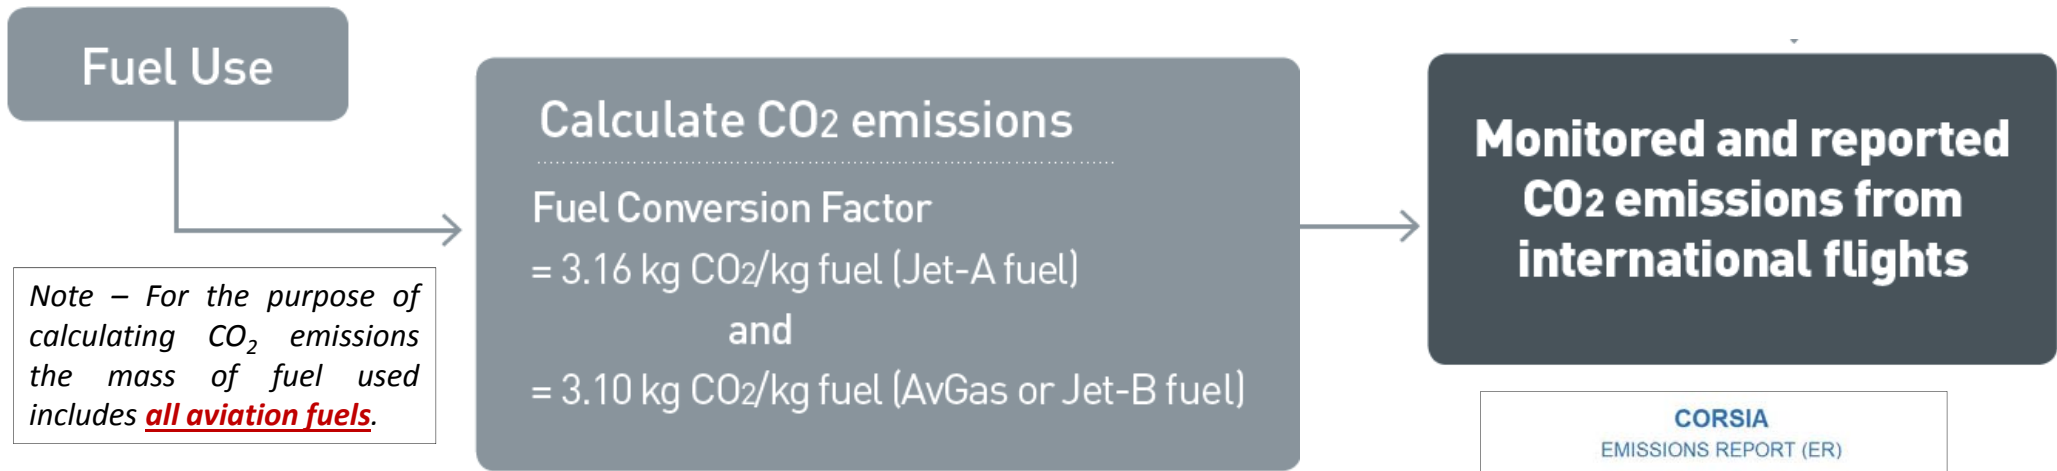 Fuel Use
Note – For the purpose of
calculating CO₂ emissions
the mass of fuel used
includes all aviation fuels.
Calculate CO2 emissions
Fuel Conversion Factor
= 3.16 kg CO2/kg fuel (Jet-A fuel)
and
= 3.10 kg CO2/kg fuel (AvGas or Jet-B fuel)
Monitored and reported
CO2 emissions from
international flights
CORSIA
EMISSIONS REPORT (ER)